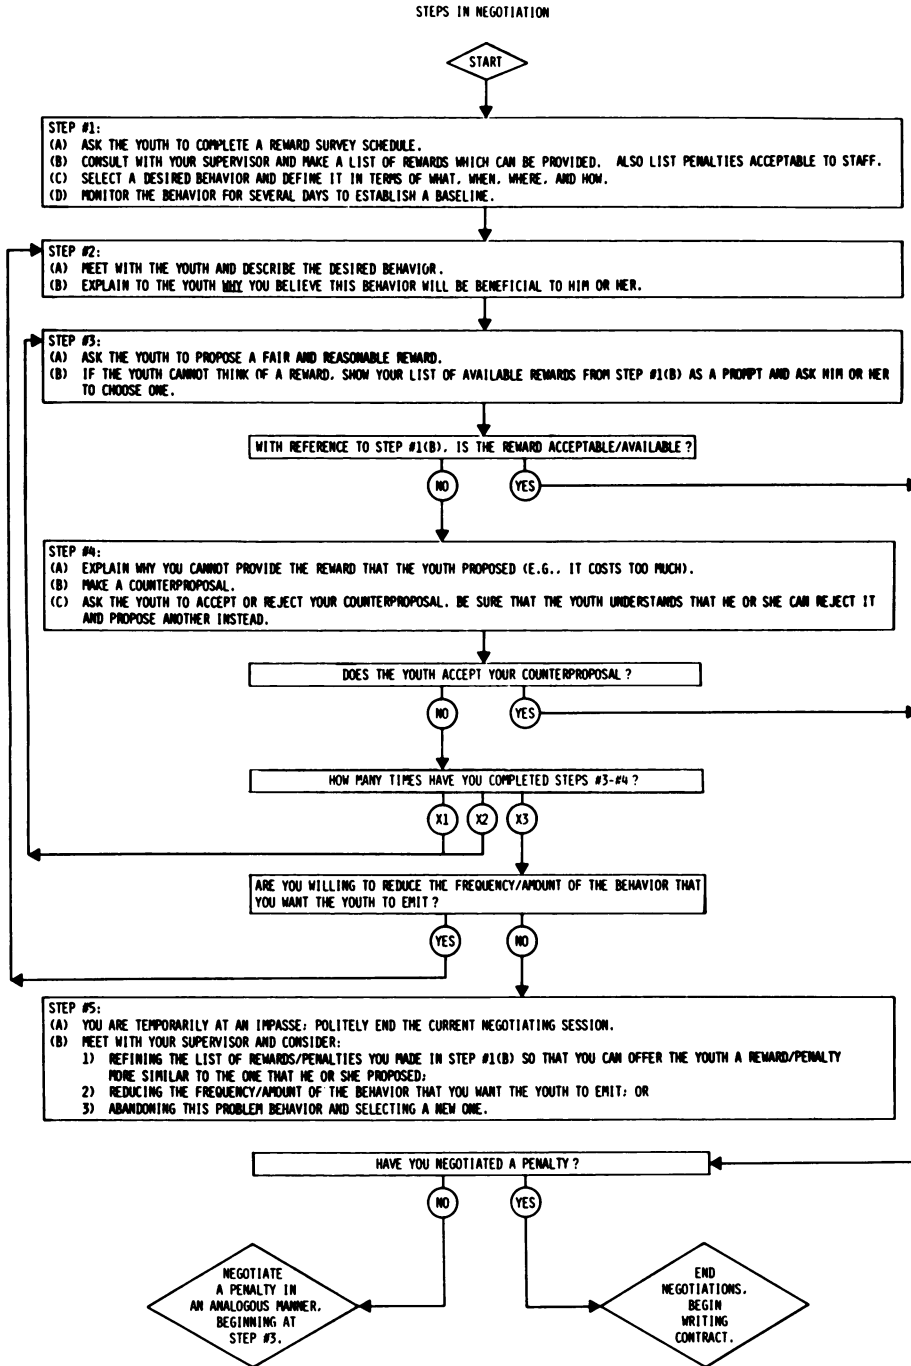 STEPS IN NEGOTIATION
START
STEP #1:
(A) ASK THE YOUTH TO COMPLETE A REWARD SURVEY SCHEDULE.
(B) CONSULT WITH YOUR SUPERVISOR AND MAKE A LIST OF REWARDS WHICH CAN BE PROVIDED. ALSO LIST PENALTIES ACCEPTABLE TO STAFF.
(C) SELECT A DESIRED BEHAVIOR AND DEFINE IT IN TERMS OF WHAT, WHEN, WHERE, AND HOW.
(D) MONITOR THE BEHAVIOR FOR SEVERAL DAYS TO ESTABLISH A BASELINE.
STEP #2:
(A) MEET WITH THE YOUTH AND DESCRIBE THE DESIRED BEHAVIOR.
(B) EXPLAIN TO THE YOUTH WHY YOU BELIEVE THIS BEHAVIOR WILL BE BENEFICIAL TO HIM OR HER.
STEP #3:
(A) ASK THE YOUTH TO PROPOSE A FAIR AND REASONABLE REWARD.
(B) IF THE YOUTH CANNOT THINK OF A REWARD, SHOW YOUR LIST OF AVAILABLE REWARDS FROM STEP #1(B) AS A PROMPT AND ASK HIM OR HER
TO CHOOSE ONE.
WITH REFERENCE TO STEP #1(B), IS THE REWARD ACCEPTABLE/AVAILABLE?
NO YES
STEP #4:
(A) EXPLAIN WHY YOU CANNOT PROVIDE THE REWARD THAT THE YOUTH PROPOSED (E.G., IT COSTS TOO MUCH).
(B) MAKE A COUNTERPROPOSAL.
(C) ASK THE YOUTH TO ACCEPT OR REJECT YOUR COUNTERPROPOSAL. BE SURE THAT THE YOUTH UNDERSTANDS THAT HE OR SHE CAN REJECT IT
AND PROPOSE ANOTHER INSTEAD.
DOES THE YOUTH ACCEPT YOUR COUNTERPROPOSAL?
NO YES
HOW MANY TIMES HAVE YOU COMPLETED STEPS #3-#4?
X1 X2 X3
ARE YOU WILLING TO REDUCE THE FREQUENCY/AMOUNT OF THE BEHAVIOR THAT
YOU WANT THE YOUTH TO EMIT?
YES NO
STEP #5:
(A) YOU ARE TEMPORARILY AT AN IMPASSE; POLITELY END THE CURRENT NEGOTIATING SESSION.
(B) MEET WITH YOUR SUPERVISOR AND CONSIDER:
1) REFINING THE LIST OF REWARDS/PENALTIES YOU MADE IN STEP #1(B) SO THAT YOU CAN OFFER THE YOUTH A REWARD/PENALTY
MORE SIMILAR TO THE ONE THAT HE OR SHE PROPOSED;
2) REDUCING THE FREQUENCY/AMOUNT OF THE BEHAVIOR THAT YOU WANT THE YOUTH TO EMIT; OR
3) ABANDONING THIS PROBLEM BEHAVIOR AND SELECTING A NEW ONE.
HAVE YOU NEGOTIATED A PENALTY?
NO YES
NEGOTIATE
A PENALTY IN
AN ANALOGOUS MANNER,
BEGINNING AT
STEP #3.
END
NEGOTIATIONS.
BEGIN
WRITING
CONTRACT.